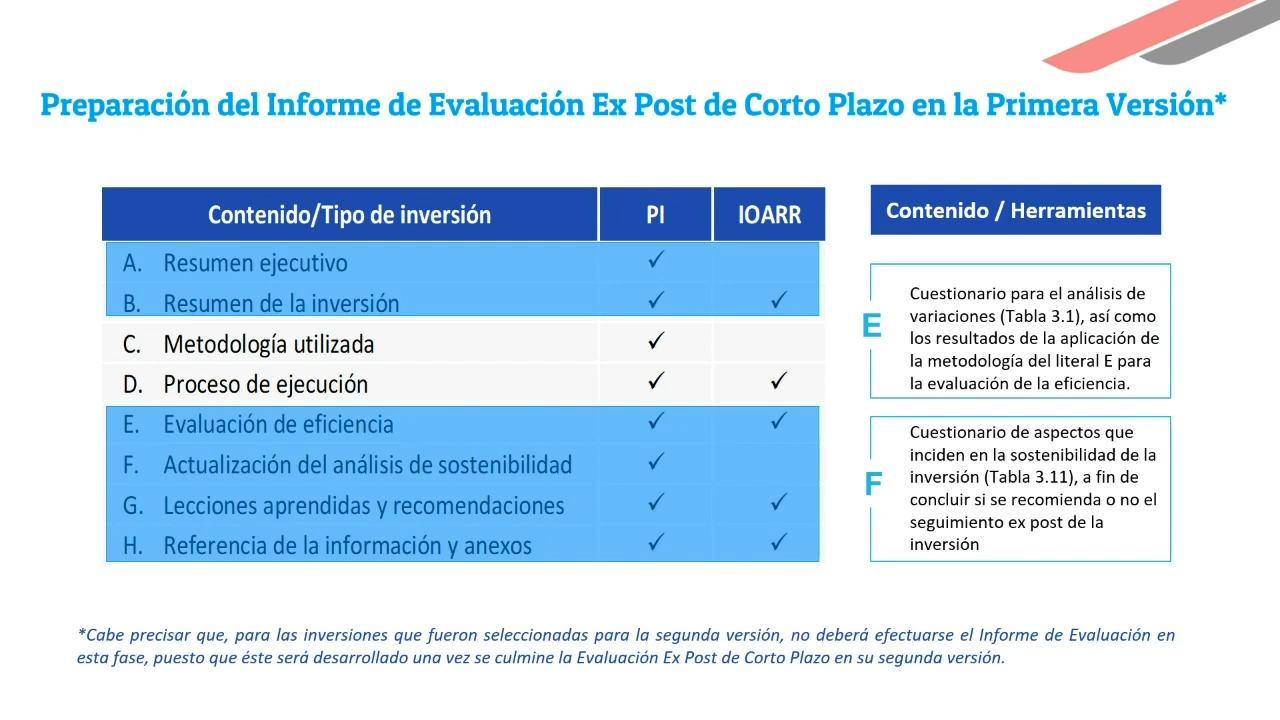 Preparación del Informe de Evaluación Ex Post de Corto Plazo en la Primera Versión*
Contenido/Tipo de inversión PI IOARR
A. Resumen ejecutivo ✓
B. Resumen de la inversión ✓ ✓
C. Metodología utilizada ✓
D. Proceso de ejecución ✓ ✓
E. Evaluación de eficiencia ✓ ✓
F. Actualización del análisis de sostenibilidad ✓
G. Lecciones aprendidas y recomendaciones ✓ ✓
H. Referencia de la información y anexos ✓ ✓
Contenido / Herramientas
E
Cuestionario para el análisis de
variaciones (Tabla 3.1), así como
los resultados de la aplicación de
la metodología del literal E para
la evaluación de la eficiencia.
F
Cuestionario de aspectos que
inciden en la sostenibilidad de la
inversión (Tabla 3.11), a fin de
concluir si se recomienda o no el
seguimiento ex post de la
inversión
*Cabe precisar que, para las inversiones que fueron seleccionadas para la segunda versión, no deberá efectuarse el Informe de Evaluación en
esta fase, puesto que éste será desarrollado una vez se culmine la Evaluación Ex Post de Corto Plazo en su segunda versión.